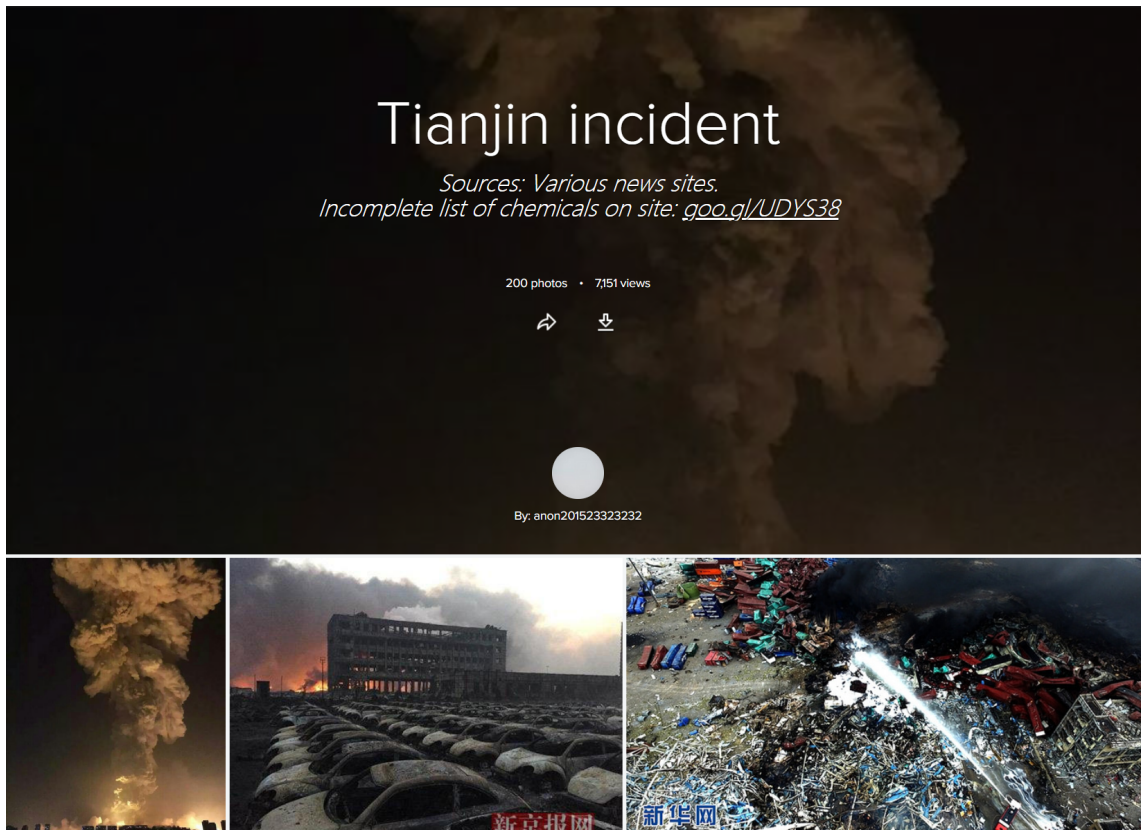 Tianjin incident
Sources: Various news sites.
Incomplete list of chemicals on site: goo.gl/UDYS38
200 photos • 7,151 views
By: anon201523323232
新京报网
新华网